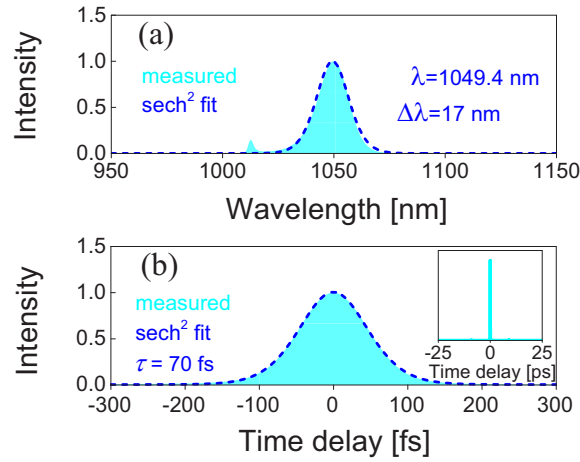 (a)
measured
sech² fit
λ=1049.4 nm
Δλ=17 nm
Intensity
1.5
1.0
0.5
0.0
950 1000 1050 1100 1150
Wavelength [nm]
(b)
measured
sech² fit
τ = 70 fs
Intensity
1.5
1.0
0.5
0.0
-25 0 25
Time delay [ps]
-300 -200 -100 0 100 200 300
Time delay [fs]